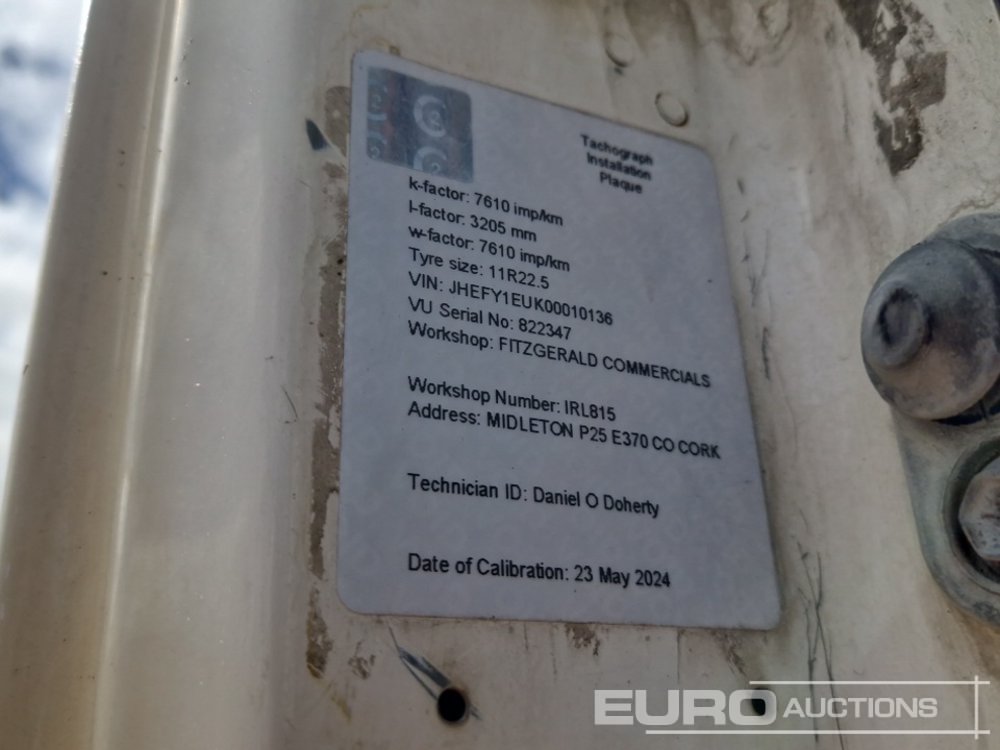 Tachograph
Installation
Plaque
k-factor: 7610 imp/km
l-factor: 3205 mm
w-factor: 7610 imp/km
Tyre size: 11R22.5
VIN: JHEFY1EUK00010136
VU Serial No: 822347
Workshop: FITZGERALD COMMERCIALS
Workshop Number: IRL815
Address: MIDLETON P25 E370 CO CORK
Technician ID: Daniel O Doherty
Date of Calibration: 23 May 2024
EURO AUCTIONS